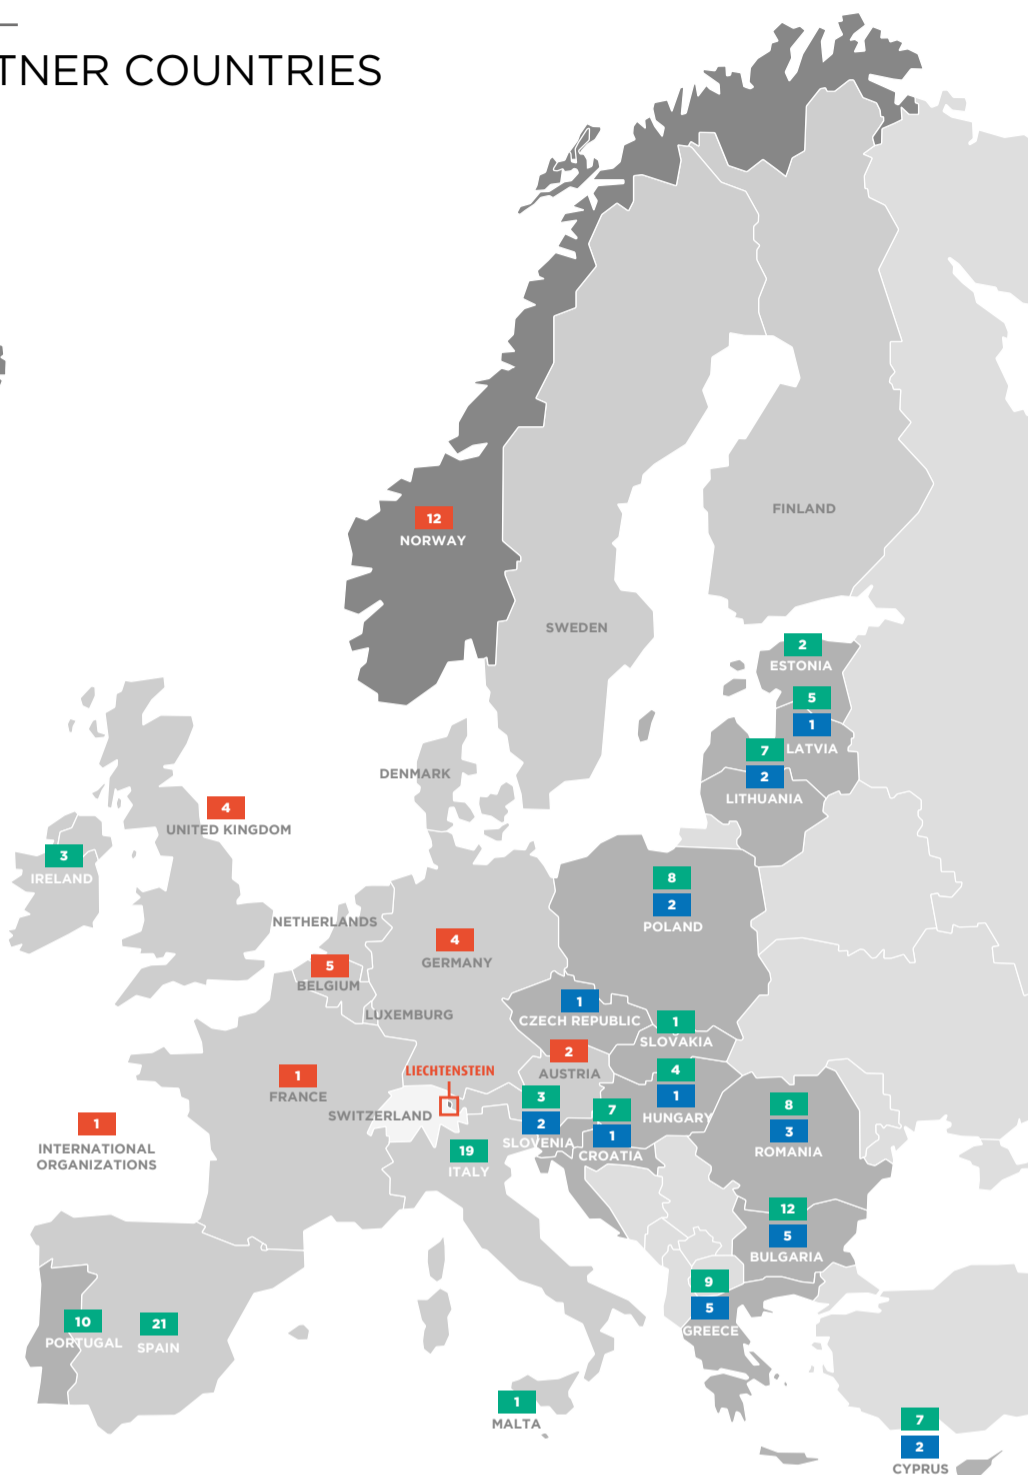 TNER COUNTRIES
12
NORWAY
FINLAND
SWEDEN
2
ESTONIA
5
1
LATVIA
7
2
LITHUANIA
DENMARK
4
UNITED KINGDOM
3
IRELAND
8
2
POLAND
NETHERLANDS
4
GERMANY
5
BELGIUM
LUXEMBURG
1
CZECH REPUBLIC
1
SLOVAKIA
2
AUSTRIA
LIECHTENSTEIN
1
FRANCE
SWITZERLAND
4
1
HUNGARY
3
2
SLOVENIA
7
1
CROATIA
8
3
ROMANIA
1
INTERNATIONAL
ORGANIZATIONS
19
ITALY
12
5
BULGARIA
9
5
GREECE
10
PORTUGAL
21
SPAIN
1
MALTA
7
2
CYPRUS